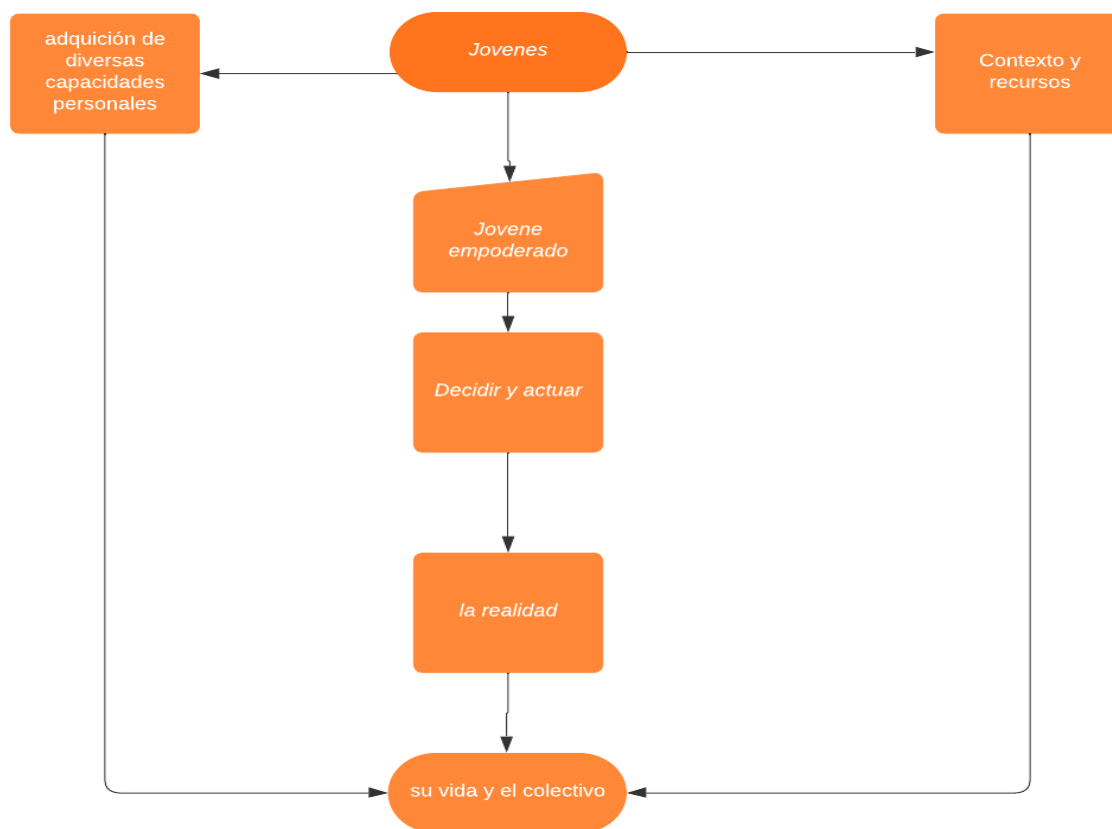 adquición de
diversas
capacidades
personales
Jovenes
Contexto y
recursos
Jovene
empoderado
Decidir y actuar
la realidad
su vida y el colectivo